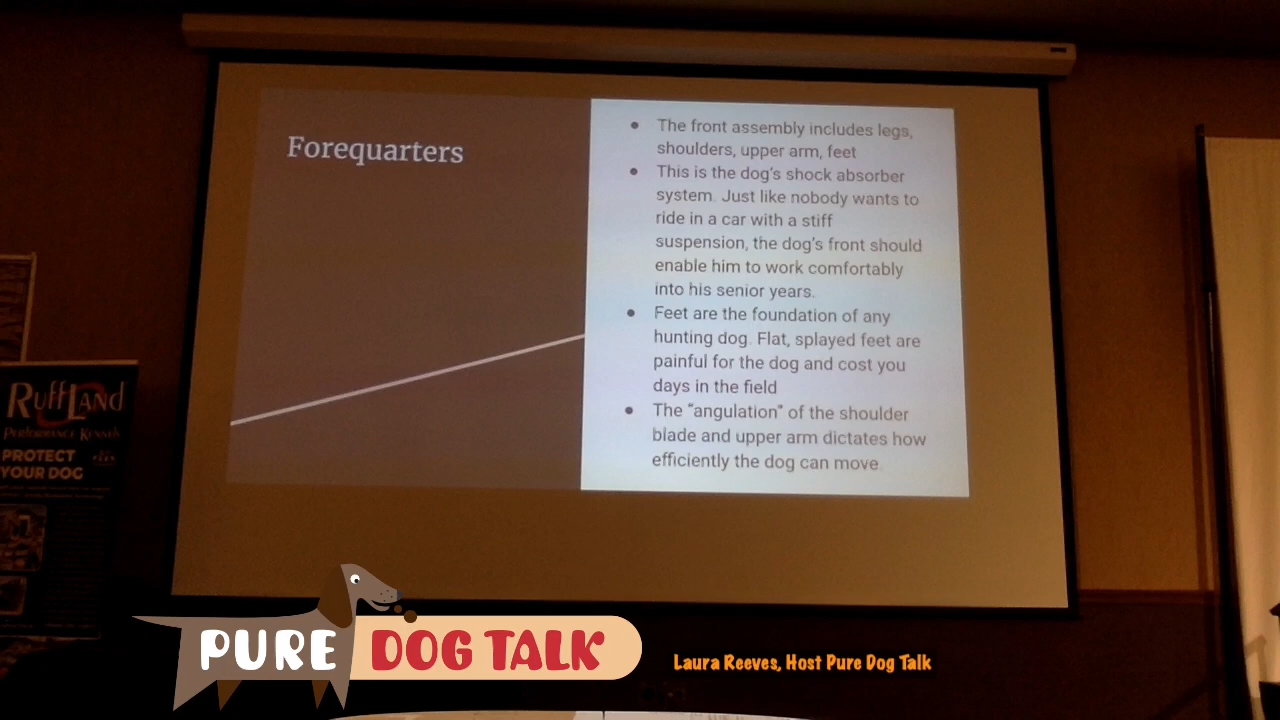 Forequarters
• The front assembly includes legs,
shoulders, upper arm, feet
• This is the dog's shock absorber
system. Just like nobody wants to
ride in a car with a stiff
suspension, the dog's front should
enable him to work comfortably
into his senior years.
• Feet are the foundation of any
hunting dog. Flat, splayed feet are
painful for the dog and cost you
days in the field
• The “angulation” of the shoulder
blade and upper arm dictates how
efficiently the dog can move
RUFFLAND
PERFORMANCE KENNELS
PROTECT
YOUR DOG
PURE DOG TALK
Laura Reeves, Host Pure Dog Talk